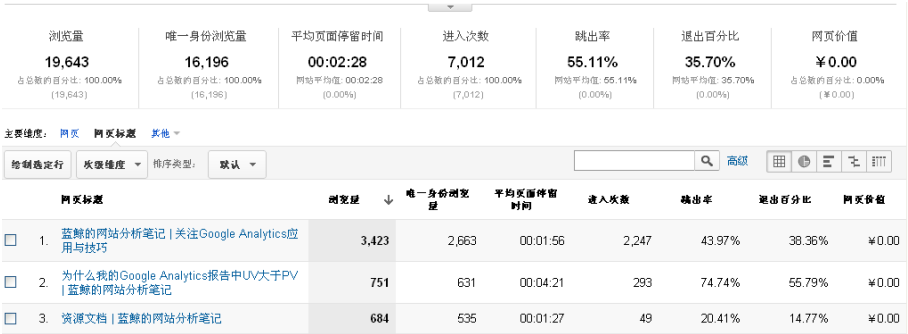 浏览量 唯一身份浏览量 平均页面停留时间 进入次数 跳出率 退出百分比 网页价值
19,643 16,196 00:02:28 7,012 55.11% 35.70% ¥0.00
占总数的百分比: 100.00% 占总数的百分比: 100.00% 网站平均值: 00:02:28 占总数的百分比: 100.00% 网站平均值: 55.11% 网站平均值: 35.70% 占总数的百分比: 0.00%
(19,643) (16,196) (0.00%) (7,012) (0.00%) (0.00%) (¥0.00)
主要维度: 网页 网页标题 其他
绘制选定行 次级维度 排序类型: 默认 高级
网页标题 浏览量 唯一身份浏览量 平均页面停留时间 进入次数 跳出率 退出百分比 网页价值
1. 蓝鲸的网站分析笔记 | 关注Google Analytics应 3,423 2,663 00:01:56 2,247 43.97% 38.36% ¥0.00
用与技巧
2. 为什么我的Google Analytics报告中UV大于PV 751 631 00:04:21 293 74.74% 55.79% ¥0.00
| 蓝鲸的网站分析笔记
3. 资源文档 | 蓝鲸的网站分析笔记 684 535 00:01:27 49 20.41% 14.77% ¥0.00